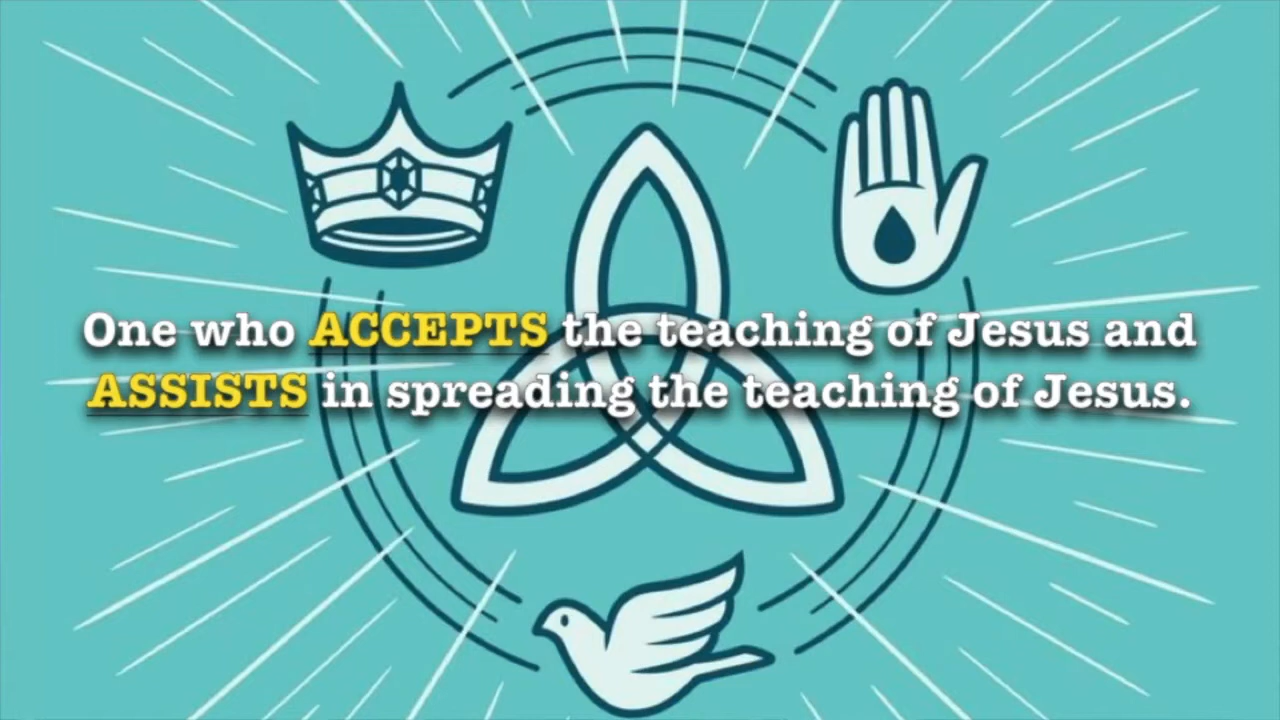 One who ACCEPTS the teaching of Jesus and
ASSISTS in spreading the teaching of Jesus.